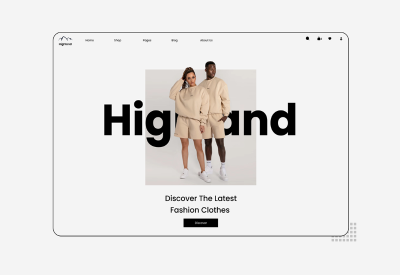 Highland
Home
Shop
Pages
Blog
About Us
Hig and
Discover The Latest
Fashion Clothes
Discover